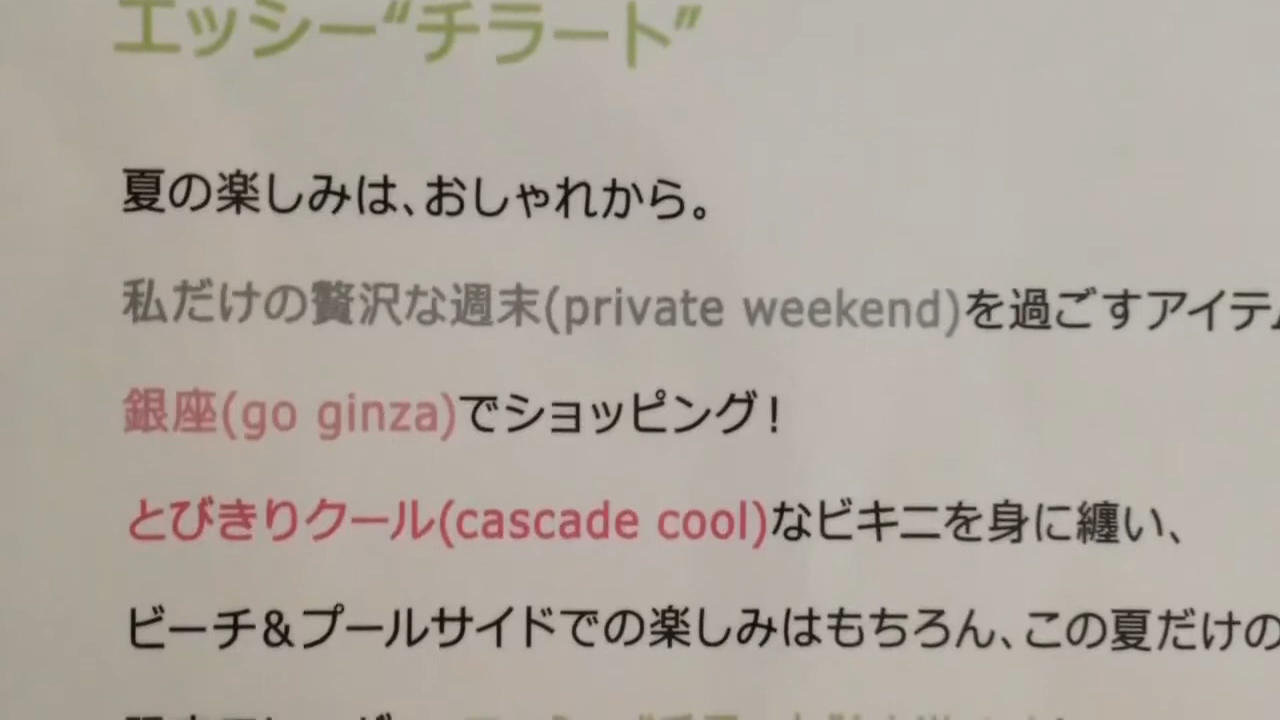 エッシー“チラート”
夏の楽しみは、おしゃれから。
私だけの贅沢な週末(private weekend)を過ごすアイテム
銀座(go ginza)でショッピング!
とびきりクール(cascade cool)なビキニを身に纏い、
ビーチ&プールサイドでの楽しみはもちろん、この夏だけの